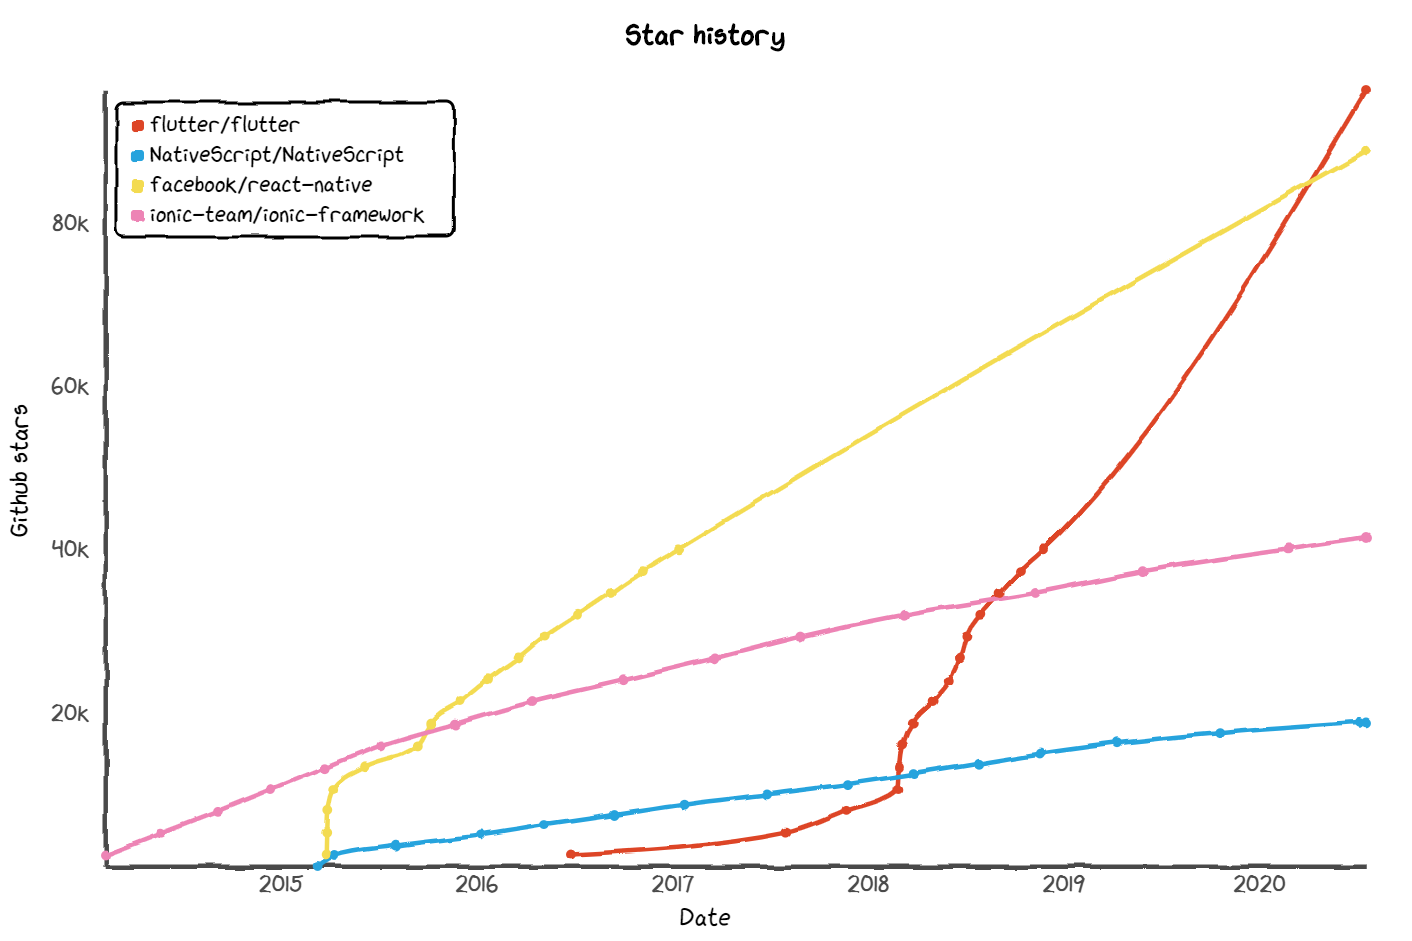 Star history
flutter/flutter
NativeScript/NativeScript
facebook/react-native
ionic-team/ionic-framework
80k
60k
40k
20k
Github stars
2015 2016 2017 2018 2019 2020
Date